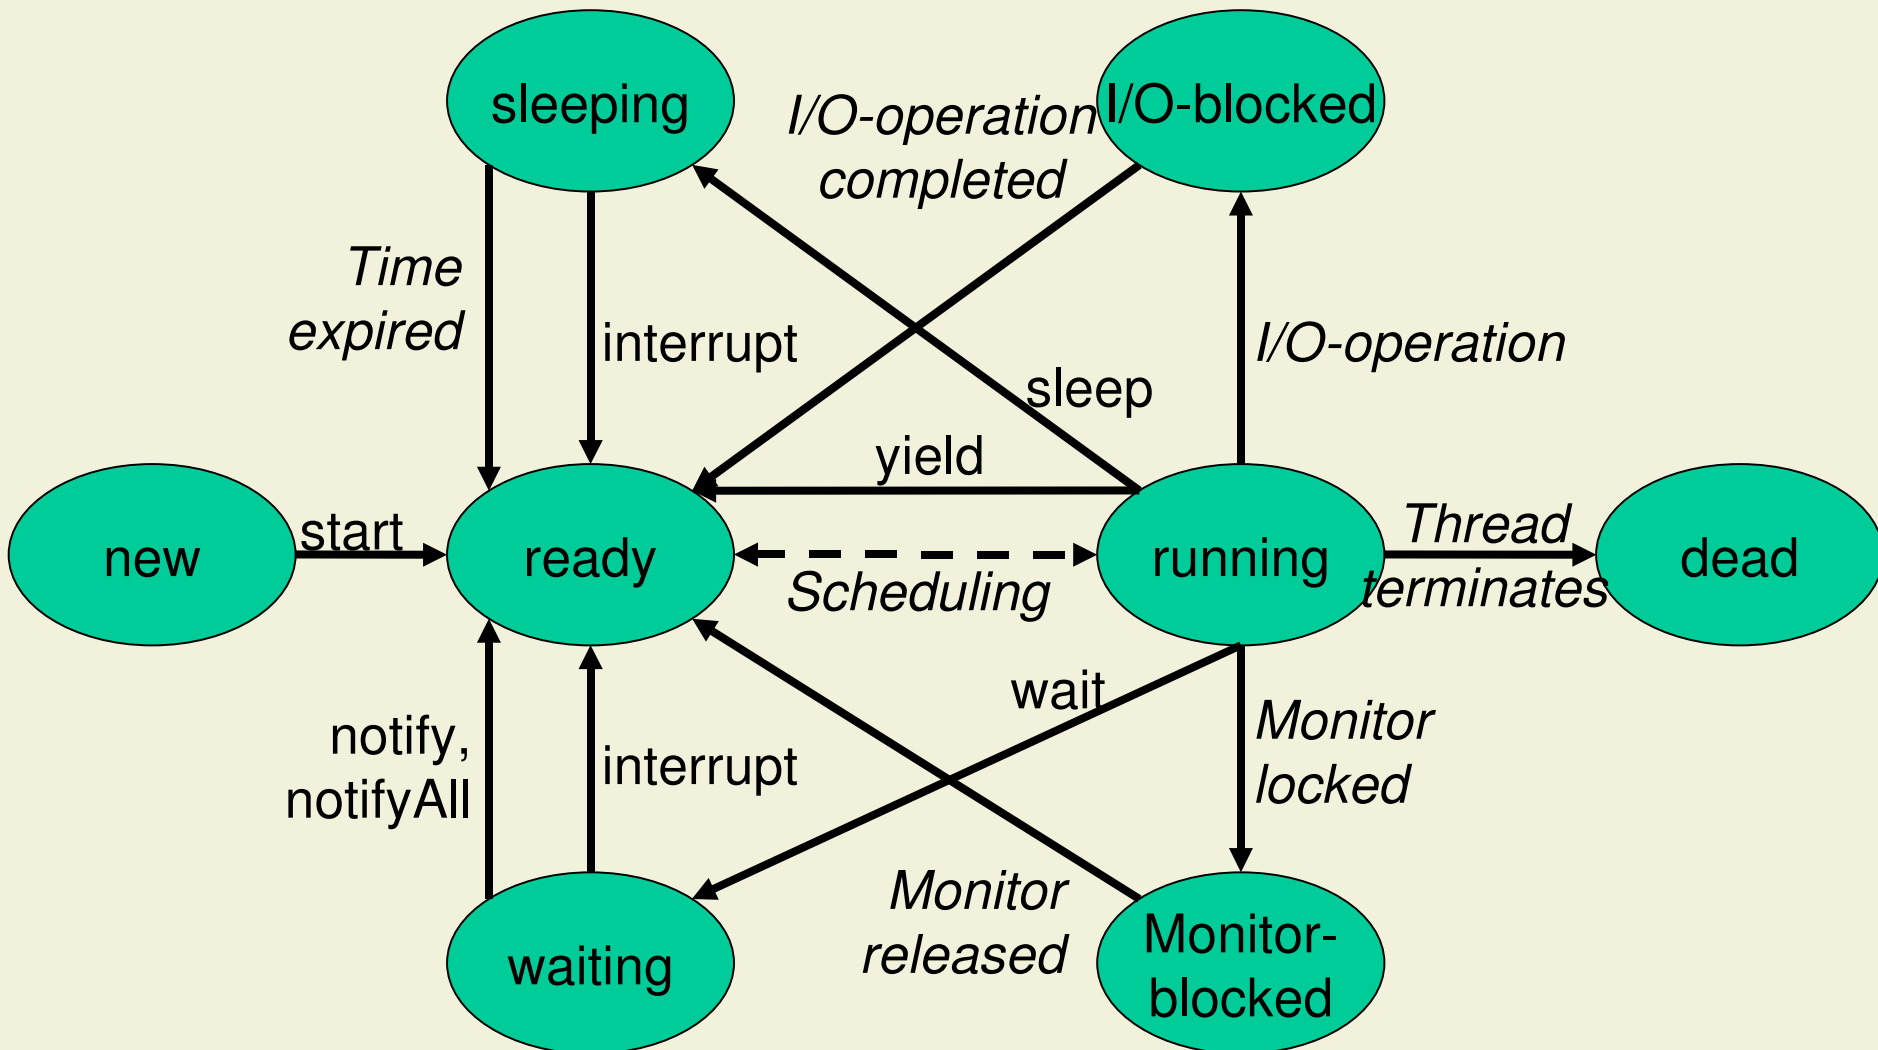 sleeping
I/O-operation
completed
I/O-blocked
Time
expired
interrupt
sleep
I/O-operation
yield
new
start
ready
Scheduling
running
Thread
terminates
dead
notify,
notifyAll
interrupt
wait
Monitor
locked
waiting
Monitor
released
Monitor-
blocked